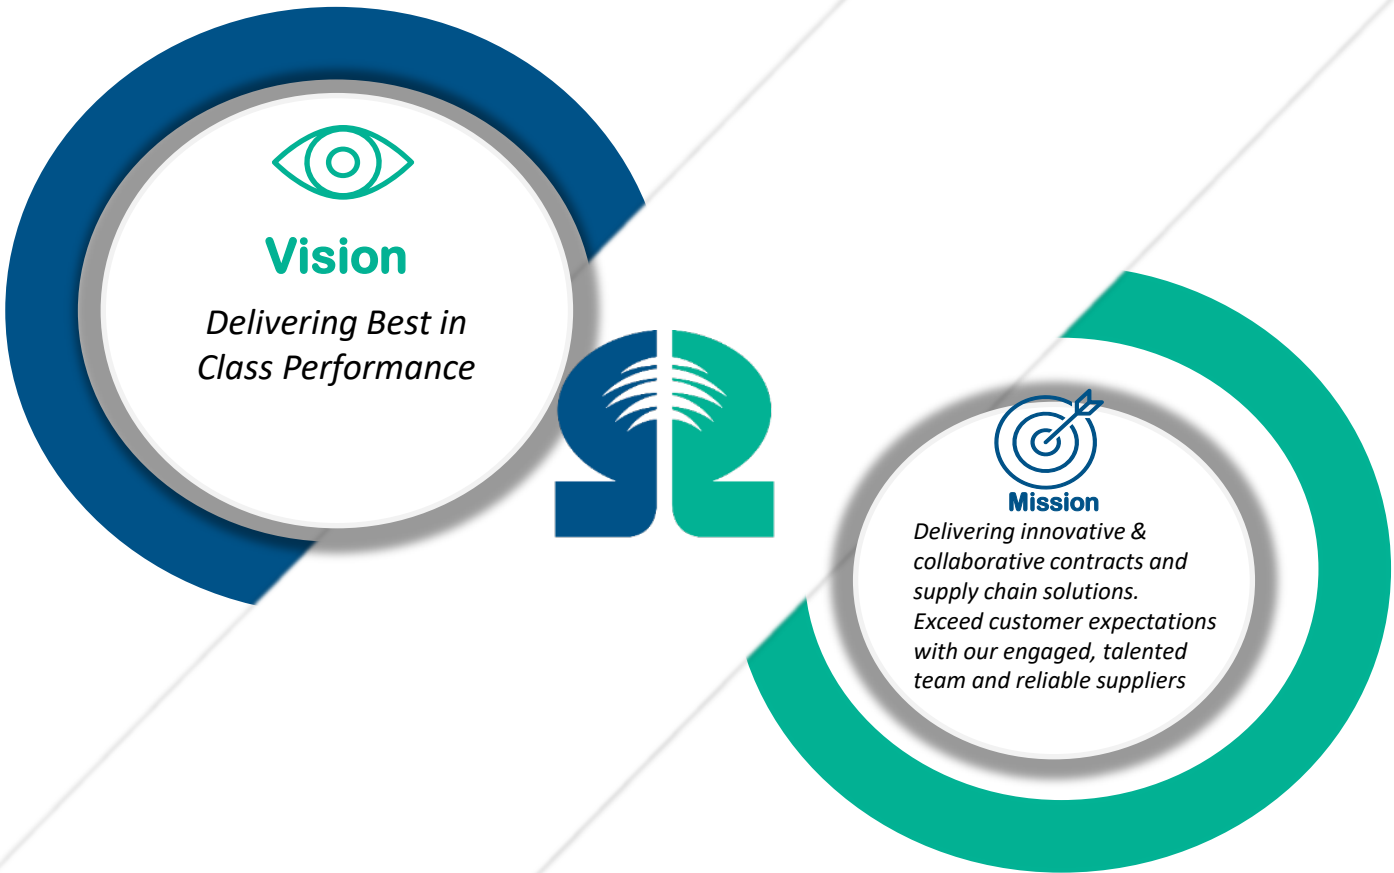 Vision
Delivering Best in
Class Performance
Mission
Delivering innovative &
collaborative contracts and
supply chain solutions.
Exceed customer expectations
with our engaged, talented
team and reliable suppliers